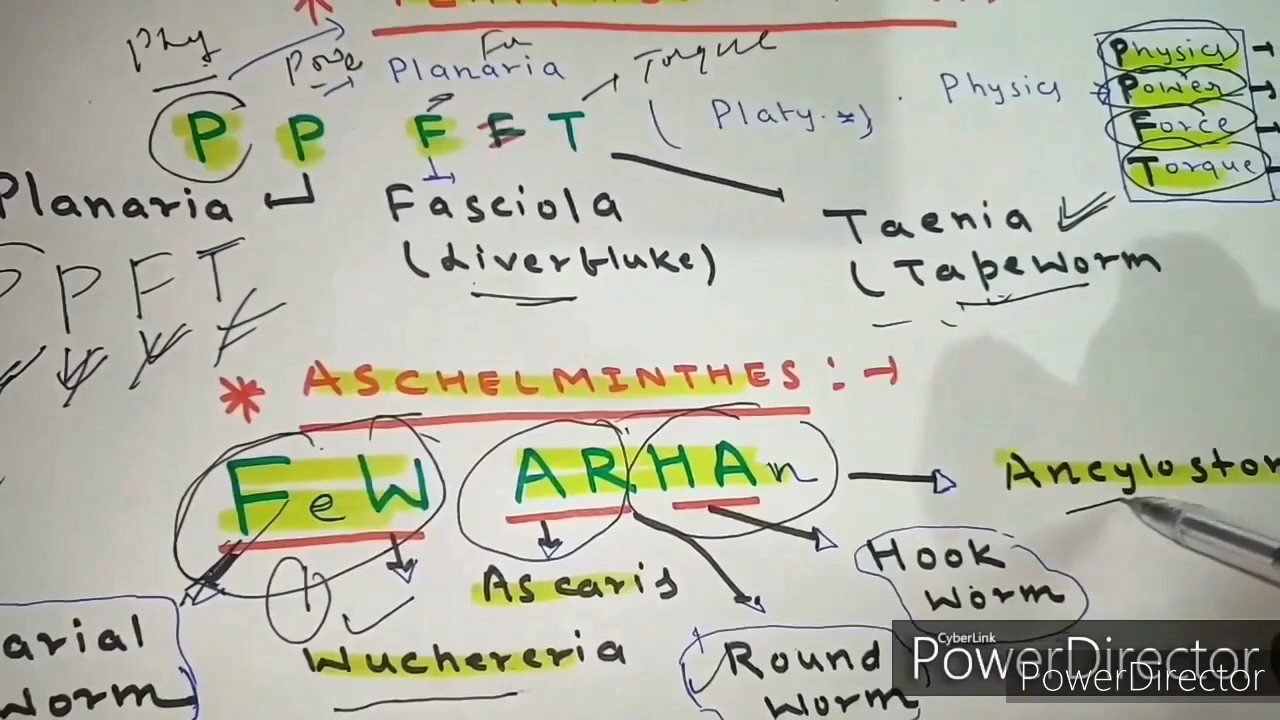 Phy
Planaria
Torque
P P F F T
( Platy.
Physics
Physics
Power
Force
Torque
Planaria
Fasciola
(Liverfluke)
Taenia
(Tapeworm
P P F T
* ASCHELMINTHES :→
FeW ARHAn
Ancylostom
Ascaris
Hook
Worm
Wuchereria
Round
Worm
arial
worm
CyberLink
PowerDirector
PowerDirector